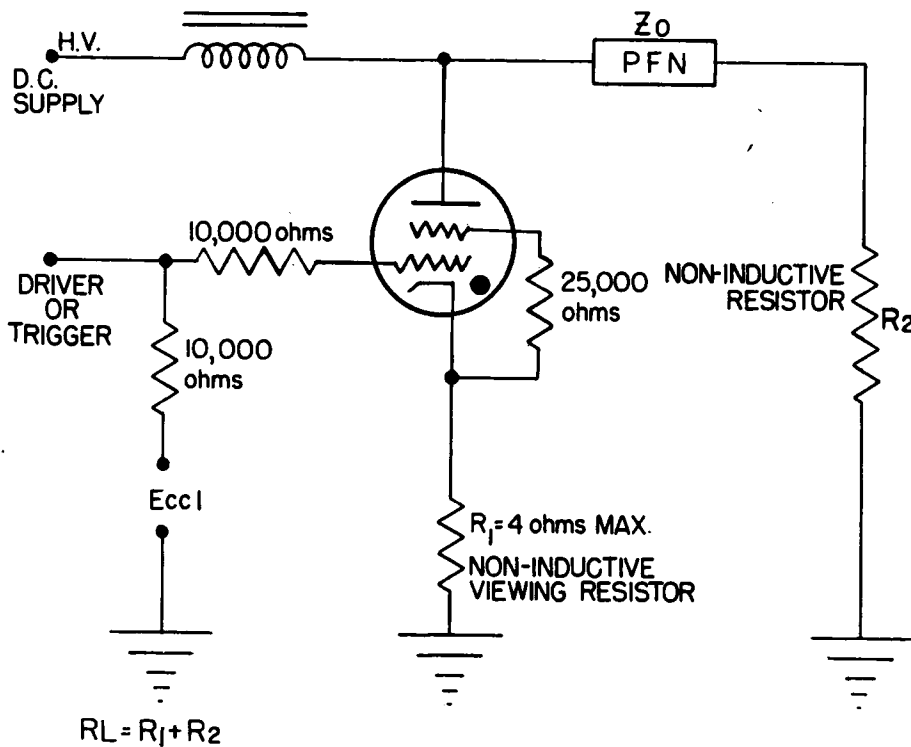 H.V.
D.C.
SUPPLY
Zo
PFN
10,000 ohms
DRIVER
OR
TRIGGER
10,000
ohms
25,000
ohms
NON-INDUCTIVE
RESISTOR
R2
Ecc1
R1=4 ohms MAX.
NON-INDUCTIVE
VIEWING RESISTOR
RL=R1+R2